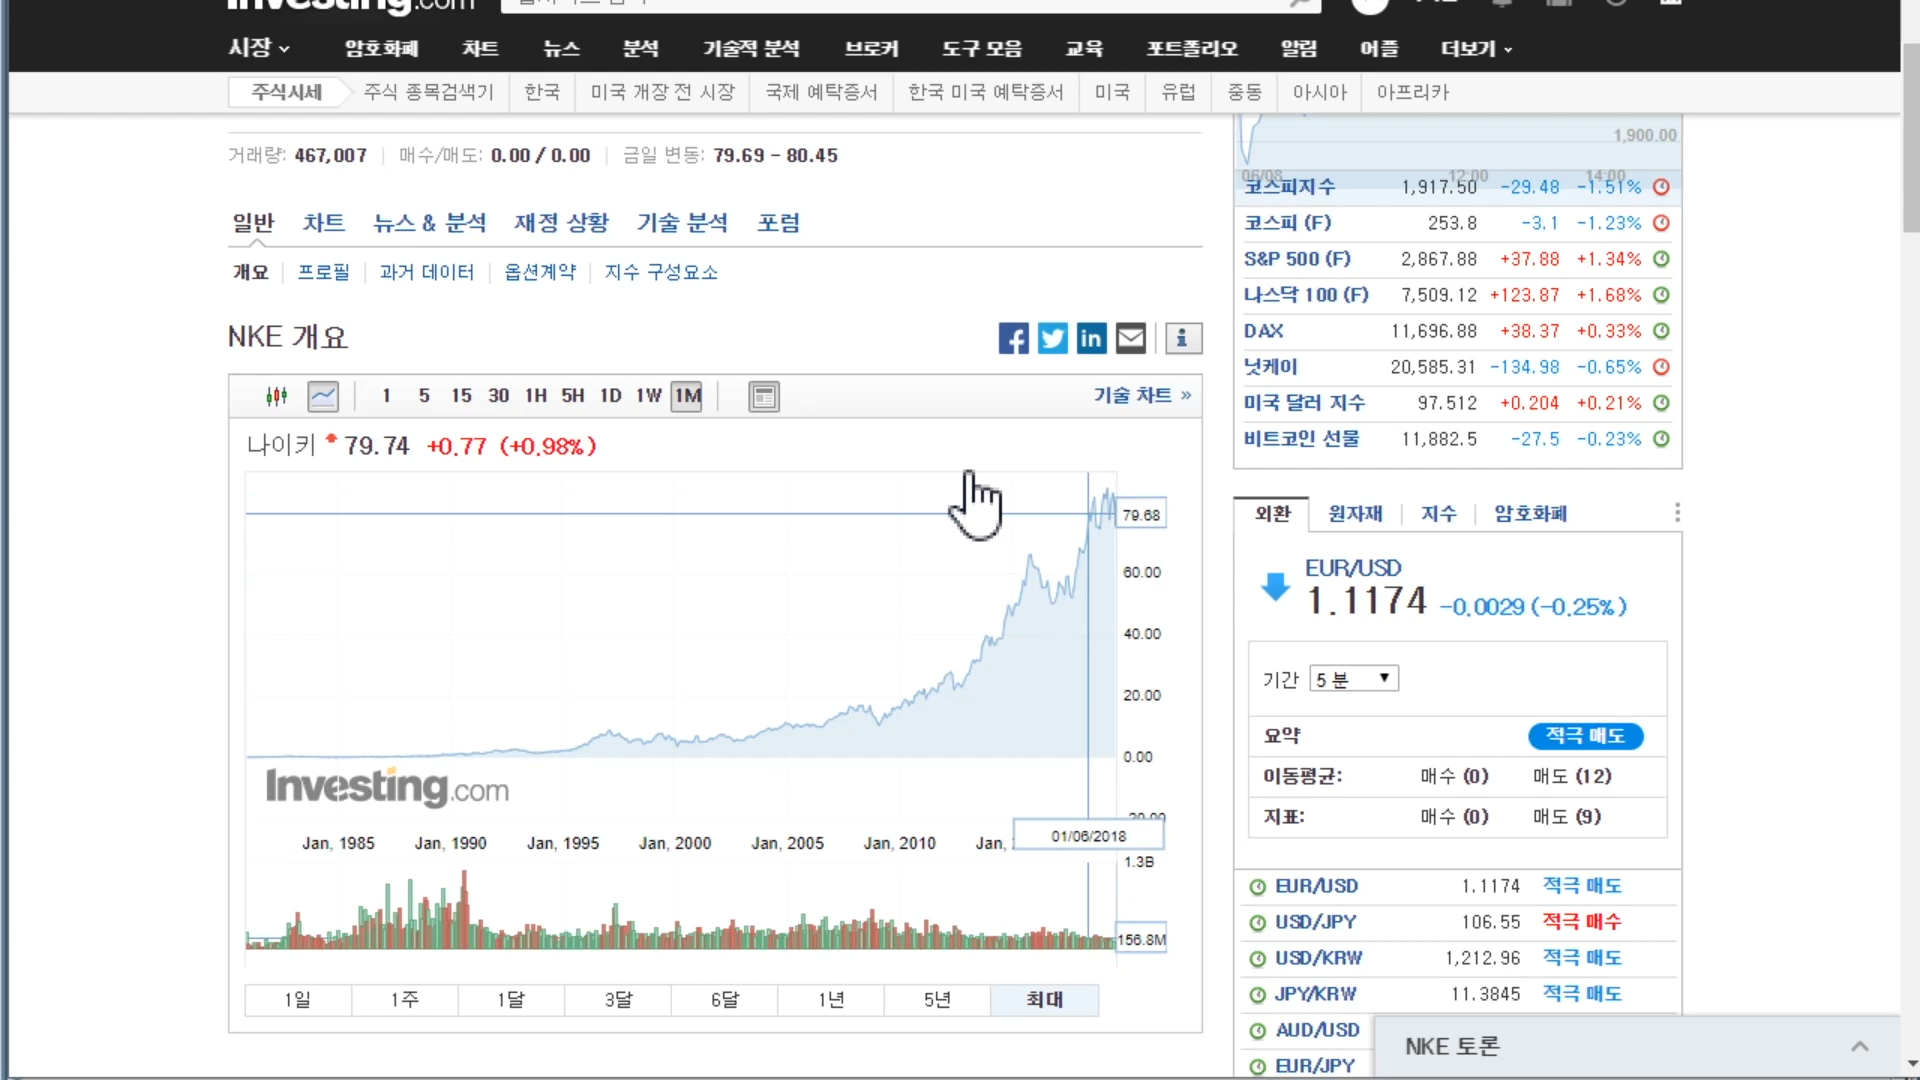 Investing.com
시장 암호화폐 차트 뉴스 분석 기술적 분석 브로커 도구 모음 교육 포트폴리오 알림 어플 더보기
주식시세 주식 종목검색기 한국 미국 개장 전 시장 국제 예탁증서 한국 미국 예탁증서 미국 유럽 중동 아시아 아프리카
거래량: 467,007 매수/매도: 0.00 / 0.00 금일 변동: 79.69 - 80.45
일반 차트 뉴스 & 분석 재정 상황 기술 분석 포럼
개요 프로필 과거 데이터 옵션계약 지수 구성요소
NKE 개요
1 5 15 30 1H 5H 1D 1W 1M 기술 차트 »
나이키 79.74 +0.77 (+0.98%)
79.68
60.00
40.00
20.00
0.00
Investing.com
01/06/2018
Jan, 1985 Jan, 1990 Jan, 1995 Jan, 2000 Jan, 2005 Jan, 2010 Jan,
1.3B
156.8M
1일 1주 1달 3달 6달 1년 5년 최대
1,900.00
06/08 12:00 14:00
코스피지수 1,917.50 -29.48 -1.51%
코스피 (F) 253.8 -3.1 -1.23%
S&P 500 (F) 2,867.88 +37.88 +1.34%
나스닥 100 (F) 7,509.12 +123.87 +1.68%
DAX 11,696.88 +38.37 +0.33%
닛케이 20,585.31 -134.98 -0.65%
미국 달러 지수 97.512 +0.204 +0.21%
비트코인 선물 11,882.5 -27.5 -0.23%
외환 원자재 지수 암호화폐
EUR/USD
1.1174 -0.0029 (-0.25%)
기간 5 분
요약 적극 매도
이동평균: 매수 (0) 매도 (12)
지표: 매수 (0) 매도 (9)
EUR/USD 1.1174 적극 매도
USD/JPY 106.55 적극 매수
USD/KRW 1,212.96 적극 매도
JPY/KRW 11.3845 적극 매도
AUD/USD
EUR/JPY
NKE 토론